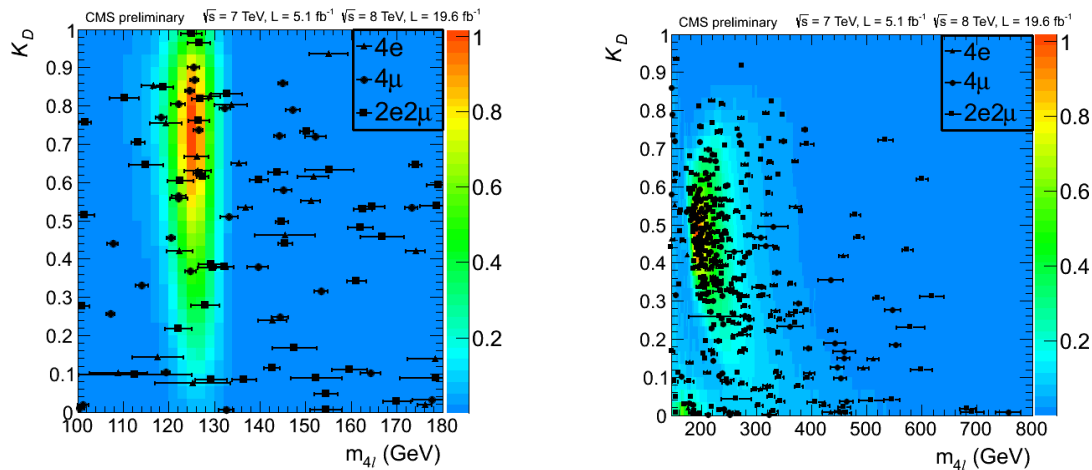 CMS preliminary √s = 7 TeV, L = 5.1 fb⁻¹ √s = 8 TeV, L = 19.6 fb⁻¹
K_D
1
0.9
0.8
0.7
0.6
0.5
0.4
0.3
0.2
0.1
0
4e
4μ
2e2μ
1
0.8
0.6
0.4
0.2
100 110 120 130 140 150 160 170 180
m_4l (GeV)
CMS preliminary √s = 7 TeV, L = 5.1 fb⁻¹ √s = 8 TeV, L = 19.6 fb⁻¹
K_D
1
0.9
0.8
0.7
0.6
0.5
0.4
0.3
0.2
0.1
0
4e
4μ
2e2μ
1
0.8
0.6
0.4
0.2
200 300 400 500 600 700 800
m_4l (GeV)